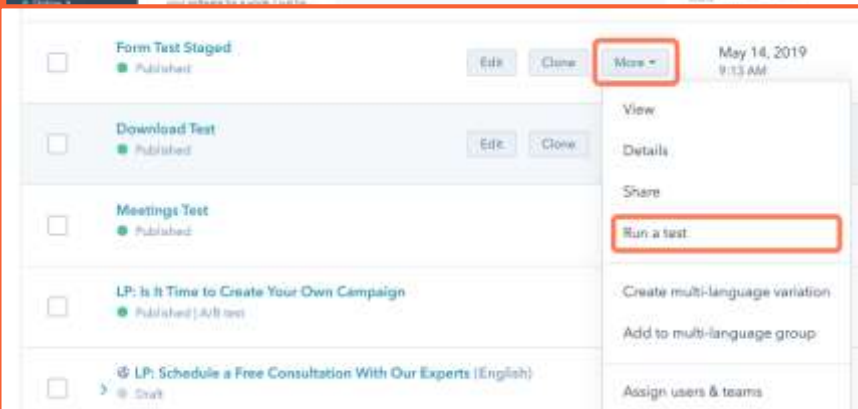 Form Test Staged
Published
Edit Clone More
May 14, 2019
9:13 AM
View
Download Test
Published
Edit Clone
Details
Share
Meetings Test
Published
Run a test
LP: Is It Time to Create Your Own Campaign
Published | A/B test
Create multi-language variation
Add to multi-language group
LP: Schedule a Free Consultation With Our Experts (English)
Draft
Assign users & teams